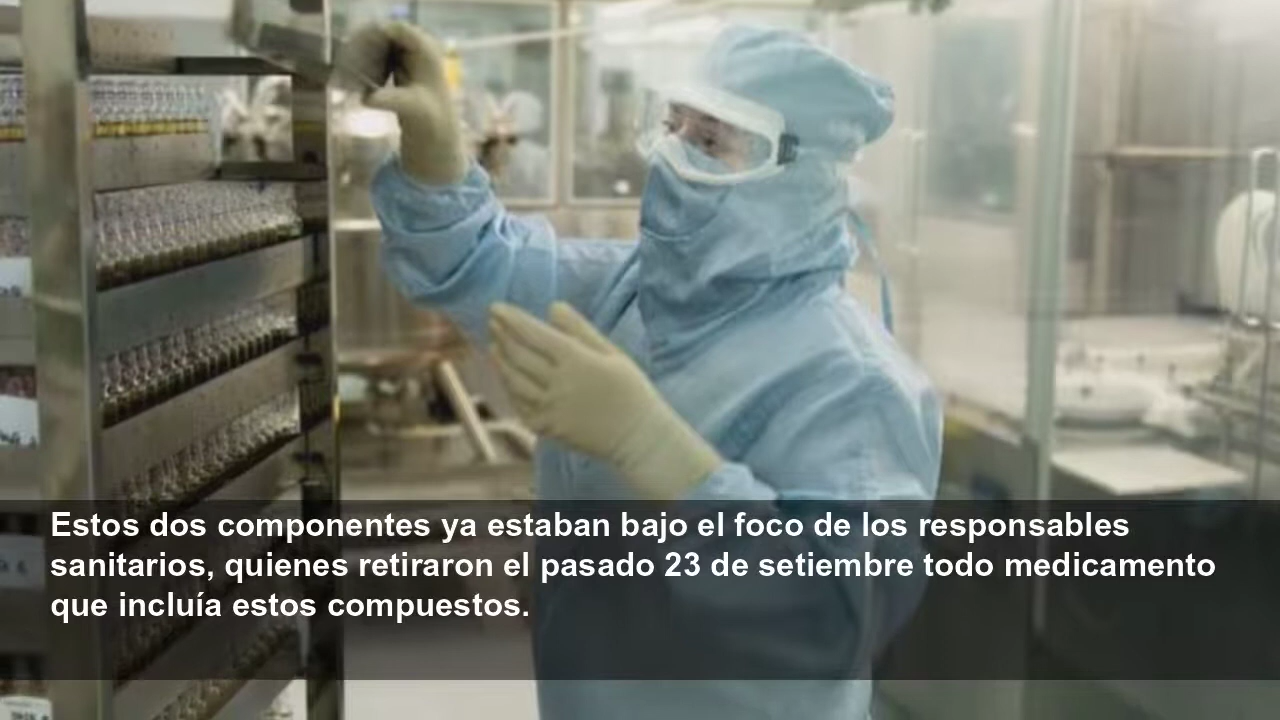 Estos dos componentes ya estaban bajo el foco de los responsables
sanitarios, quienes retiraron el pasado 23 de setiembre todo medicamento
que incluía estos compuestos.